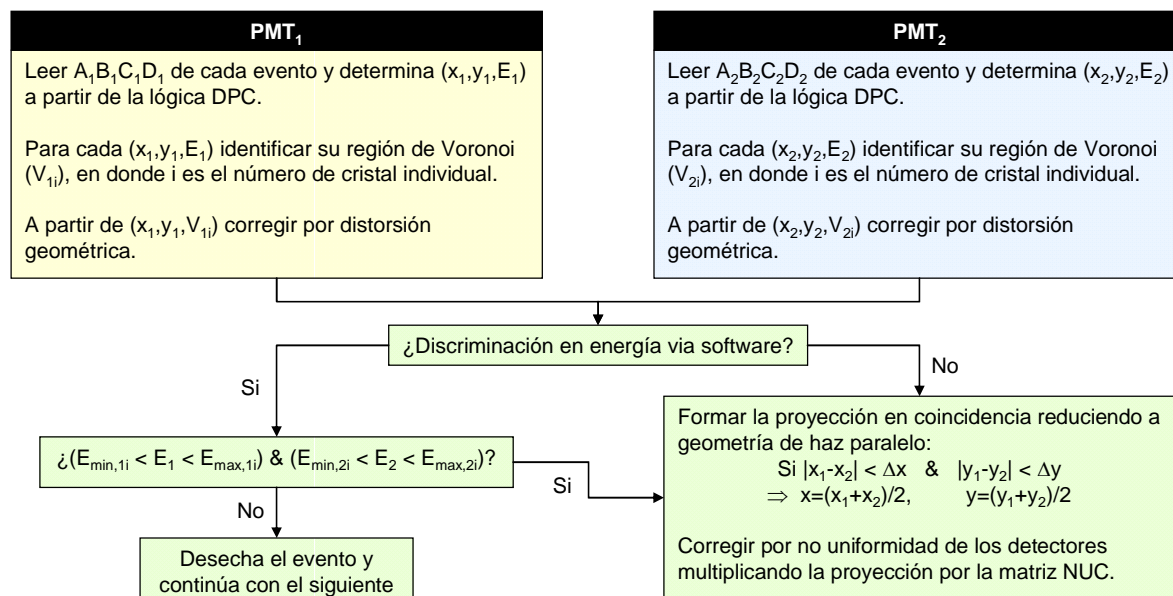 PMT₁
Leer A₁B₁C₁D₁ de cada evento y determina (x₁,y₁,E₁)
a partir de la lógica DPC.
Para cada (x₁,y₁,E₁) identificar su región de Voronoi
(V₁ᵢ), en donde i es el número de cristal individual.
A partir de (x₁,y₁,V₁ᵢ) corregir por distorsión
geométrica.
PMT₂
Leer A₂B₂C₂D₂ de cada evento y determina (x₂,y₂,E₂)
a partir de la lógica DPC.
Para cada (x₂,y₂,E₂) identificar su región de Voronoi
(V₂ᵢ), en donde i es el número de cristal individual.
A partir de (x₂,y₂,V₂ᵢ) corregir por distorsión
geométrica.
¿Discriminación en energía via software?
Si
No
¿(E_min,1i < E₁ < E_max,1i) & (E_min,2i < E₂ < E_max,2i)?
Si
No
Desecha el evento y
continúa con el siguiente
Formar la proyección en coincidencia reduciendo a
geometría de haz paralelo:
Si |x₁-x₂| < Δx & |y₁-y₂| < Δy
⇒ x=(x₁+x₂)/2, y=(y₁+y₂)/2
Corregir por no uniformidad de los detectores
multiplicando la proyección por la matriz NUC.